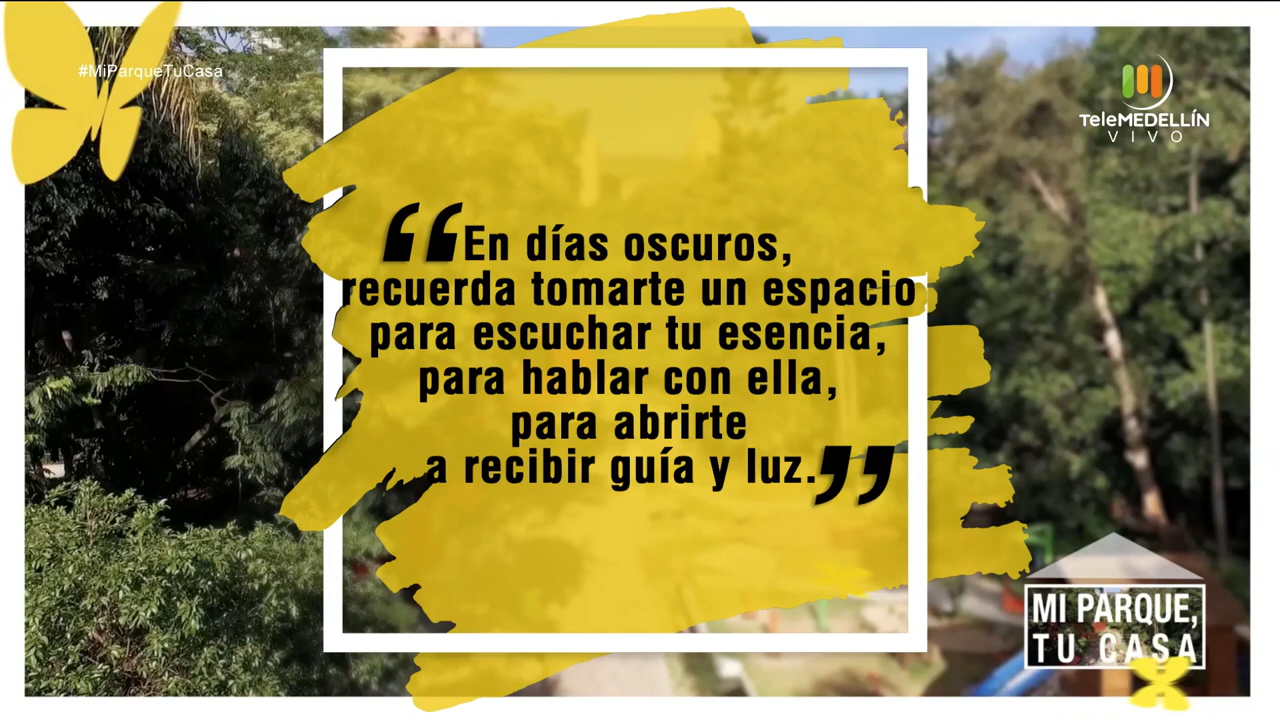 #MiParqueTuCasa
TeleMEDELLÍN
VIVO
“En días oscuros,
recuerda tomarte un espacio
para escuchar tu esencia,
para hablar con ella,
para abrirte
a recibir guía y luz.”
MI PARQUE,
TU CASA